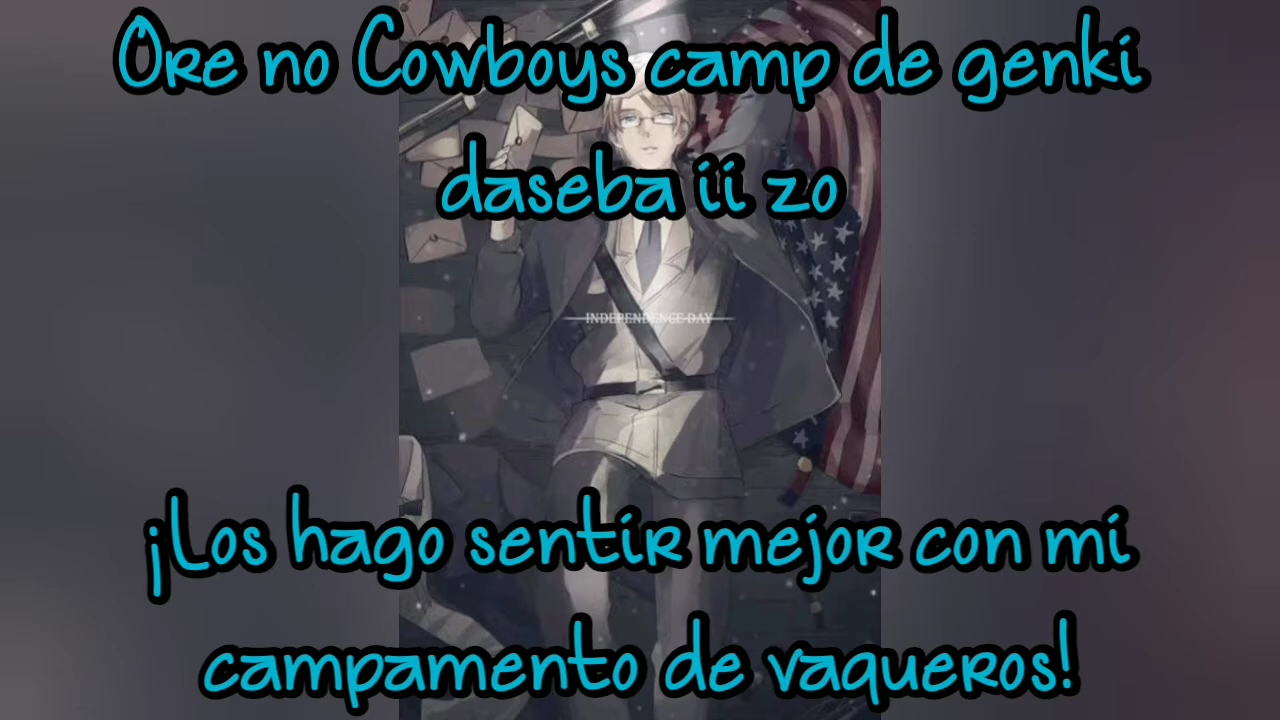 Ore no Cowboys camp de genki
daseba ii zo
INDEPENDENCE DAY
¡Los hago sentir mejor con mi
campamento de vaqueros!